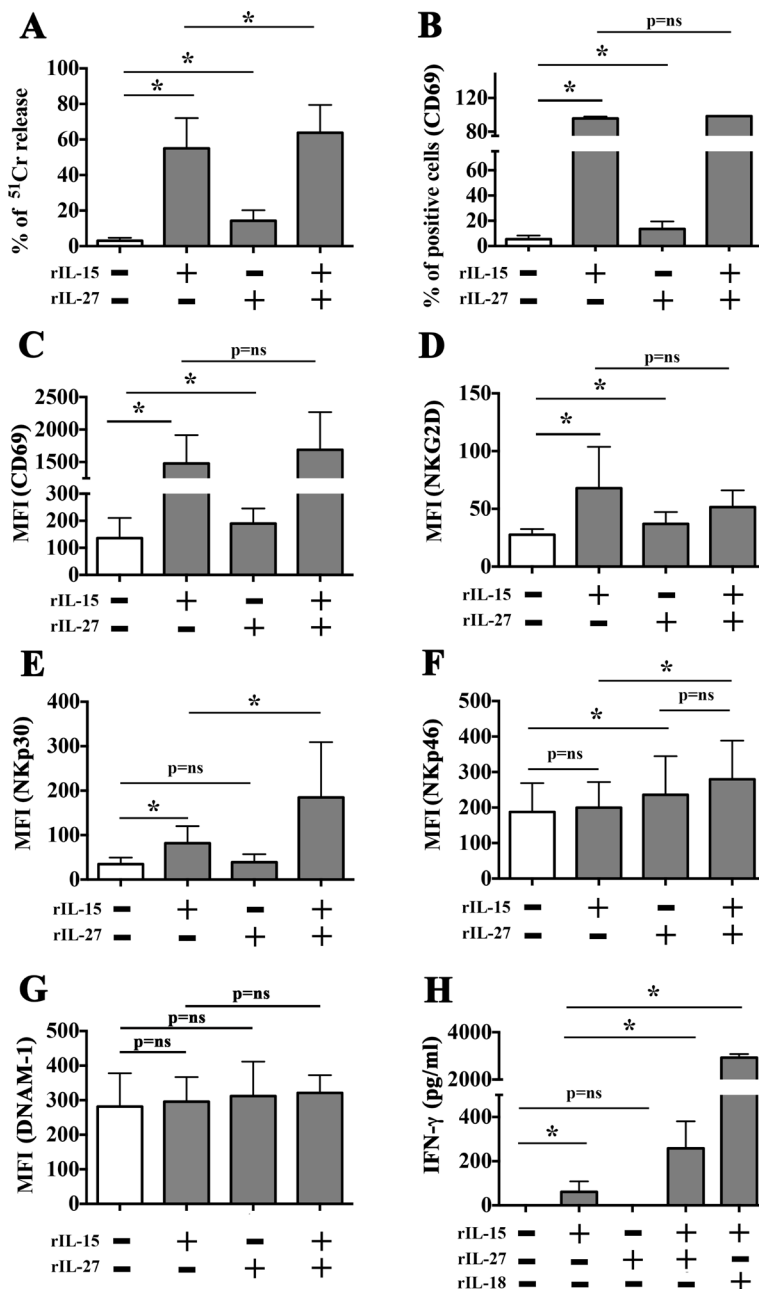 A
*
*
*
100
80
60
40
20
0
% of ⁵¹Cr release
rIL-15 - + - +
rIL-27 - - + +
B
p=ns
*
*
120
80
20
10
0
% of positive cells (CD69)
rIL-15 - + - +
rIL-27 - - + +
C
p=ns
*
*
2500
2000
1500
300
200
100
0
MFI (CD69)
rIL-15 - + - +
rIL-27 - - + +
D
p=ns
*
*
150
100
50
0
MFI (NKG2D)
rIL-15 - + - +
rIL-27 - - + +
E
*
p=ns
*
400
300
200
100
0
MFI (NKp30)
rIL-15 - + - +
rIL-27 - - + +
F
*
p=ns
*
p=ns
500
400
300
200
100
0
MFI (NKp46)
rIL-15 - + - +
rIL-27 - - + +
G
p=ns
p=ns
p=ns
500
400
300
200
100
0
MFI (DNAM-1)
rIL-15 - + - +
rIL-27 - - + +
H
*
*
p=ns
*
4000
2000
400
200
0
IFN-γ (pg/ml)
rIL-15 - + - + +
rIL-27 - - + + -
rIL-18 - - - - +